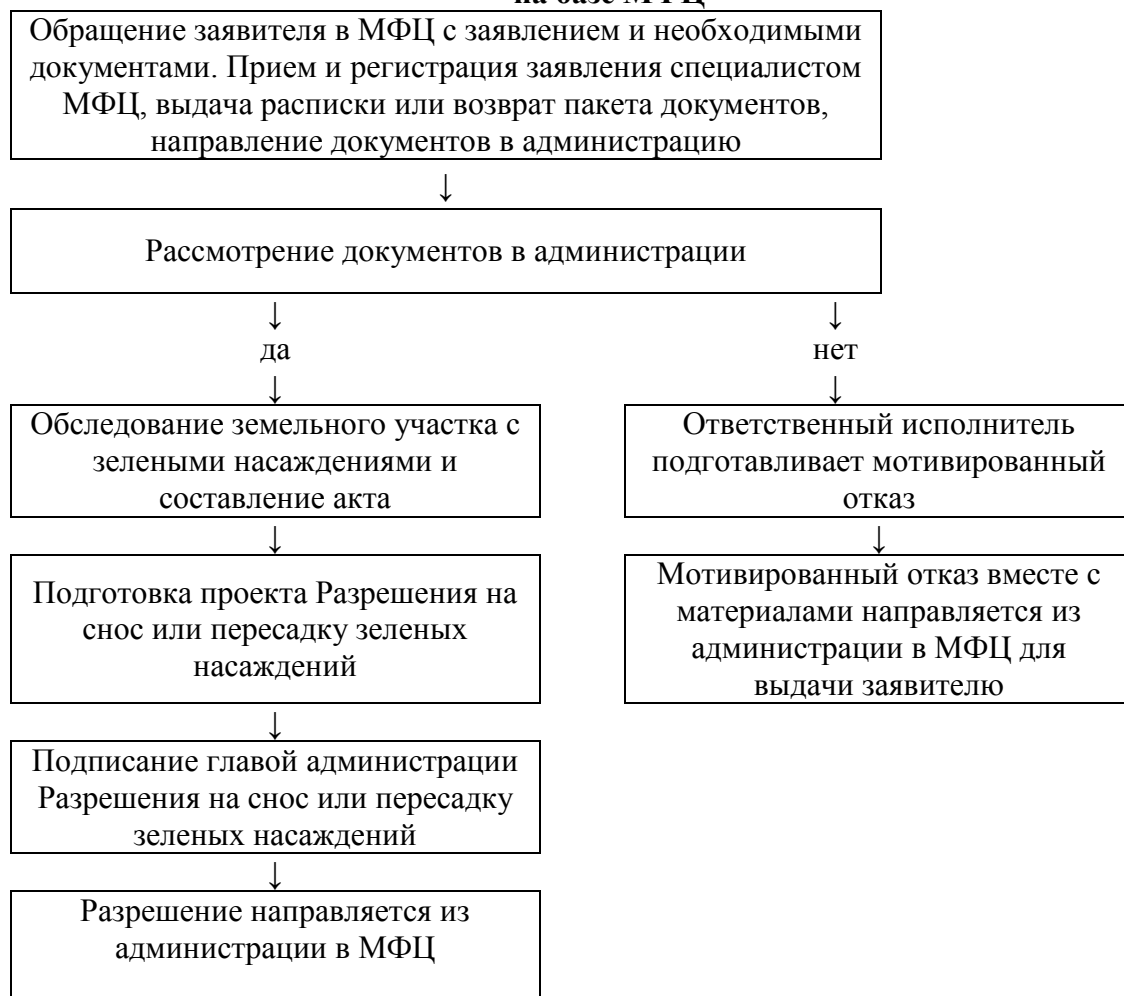 на базе МФЦ
Обращение заявителя в МФЦ с заявлением и необходимыми
документами. Прием и регистрация заявления специалистом
МФЦ, выдача расписки или возврат пакета документов,
направление документов в администрацию
↓
Рассмотрение документов в администрации
↓ ↓
да нет
↓ ↓
Обследование земельного участка с
зелеными насаждениями и
составление акта
Ответственный исполнитель
подготавливает мотивированный
отказ
↓ ↓
Подготовка проекта Разрешения на
снос или пересадку зеленых
насаждений
Мотивированный отказ вместе с
материалами направляется из
администрации в МФЦ для
выдачи заявителю
↓
Подписание главой администрации
Разрешения на снос или пересадку
зеленых насаждений
↓
Разрешение направляется из
администрации в МФЦ